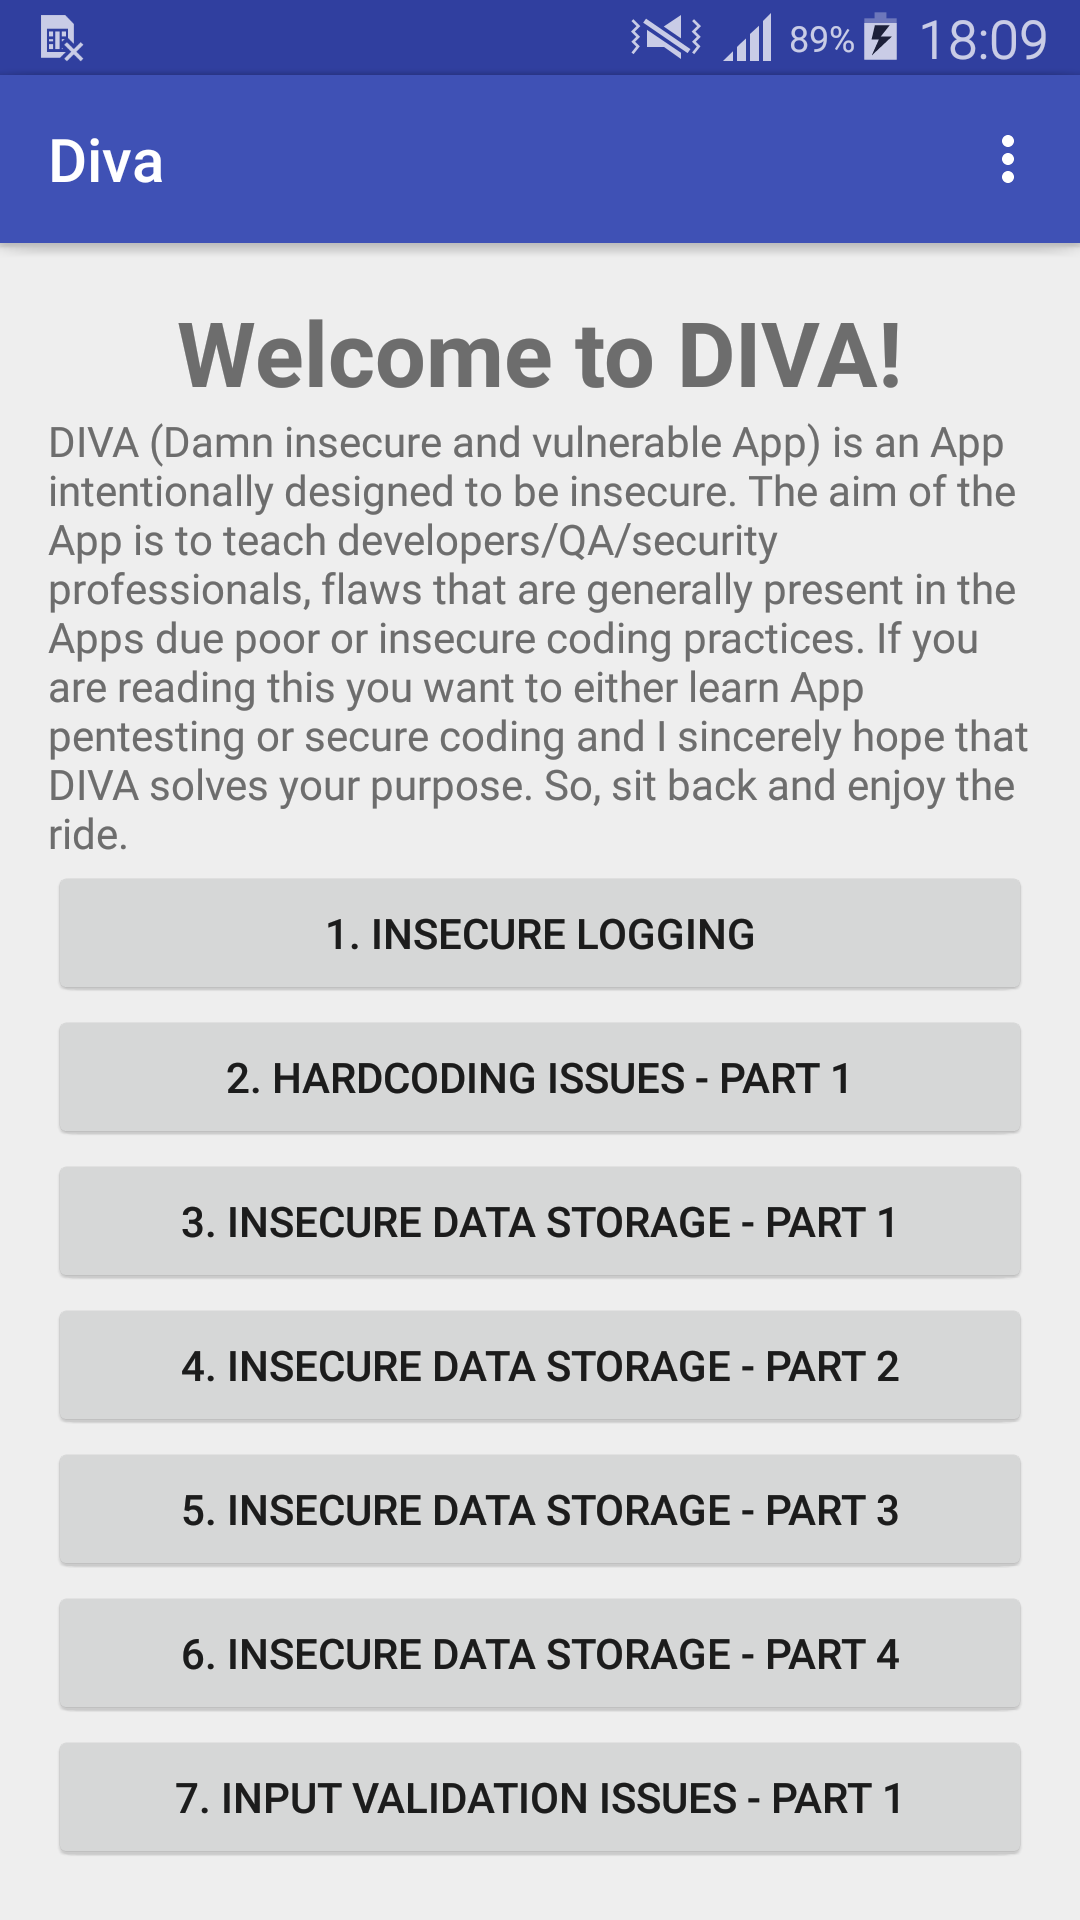 89% 18:09
Diva
Welcome to DIVA!
DIVA (Damn insecure and vulnerable App) is an App
intentionally designed to be insecure. The aim of the
App is to teach developers/QA/security
professionals, flaws that are generally present in the
Apps due poor or insecure coding practices. If you
are reading this you want to either learn App
pentesting or secure coding and I sincerely hope that
DIVA solves your purpose. So, sit back and enjoy the
ride.
1. INSECURE LOGGING
2. HARDCODING ISSUES - PART 1
3. INSECURE DATA STORAGE - PART 1
4. INSECURE DATA STORAGE - PART 2
5. INSECURE DATA STORAGE - PART 3
6. INSECURE DATA STORAGE - PART 4
7. INPUT VALIDATION ISSUES - PART 1